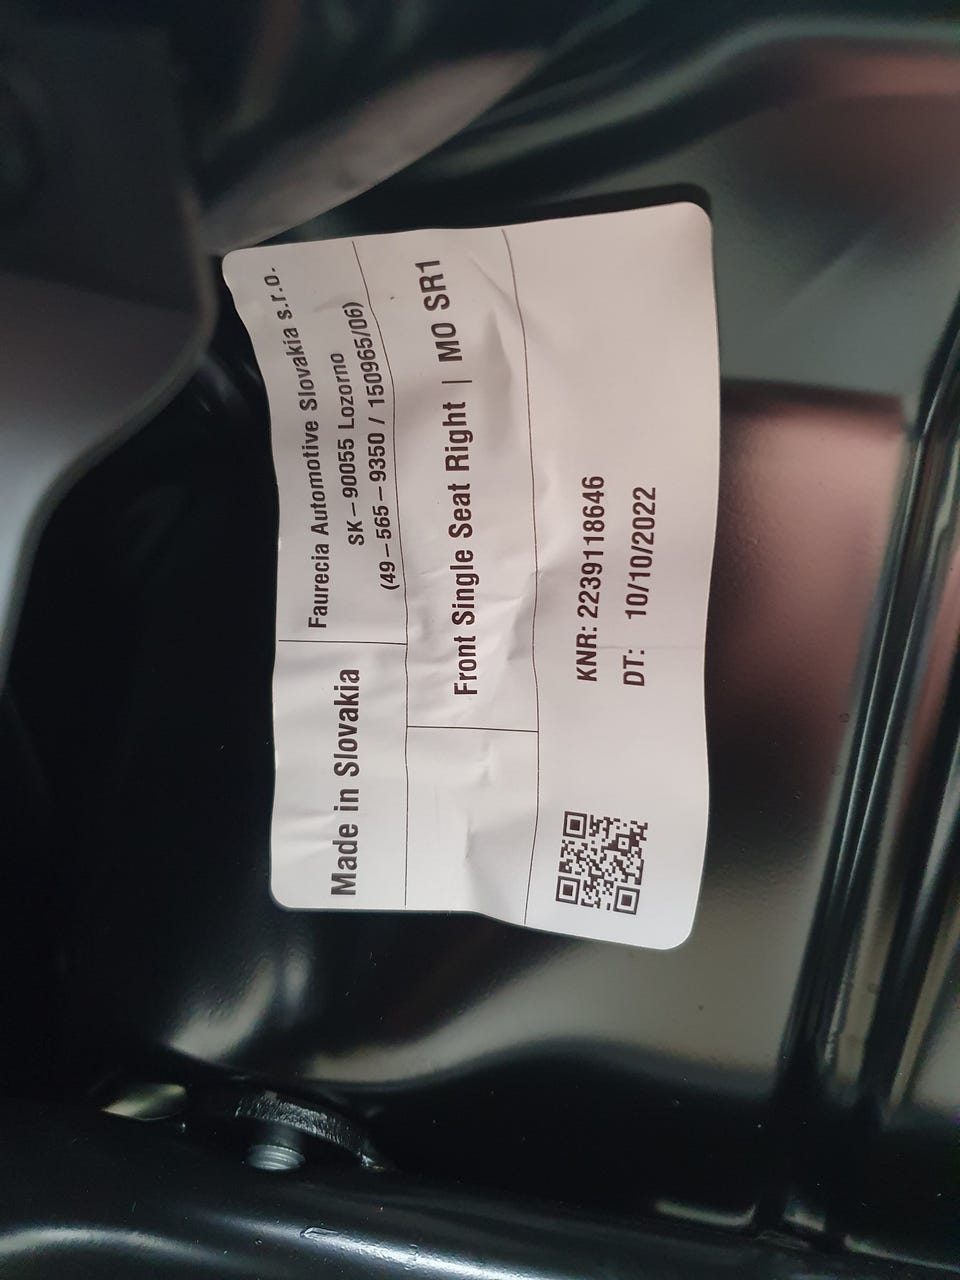 Made in Slovakia
Faurecia Automotive Slovakia s.r.o.
SK – 90055 Lozorno
(49 – 565 – 9350 / 150965/06)
Front Single Seat Right | M0 SR1
KNR: 2239118646
DT: 10/10/2022